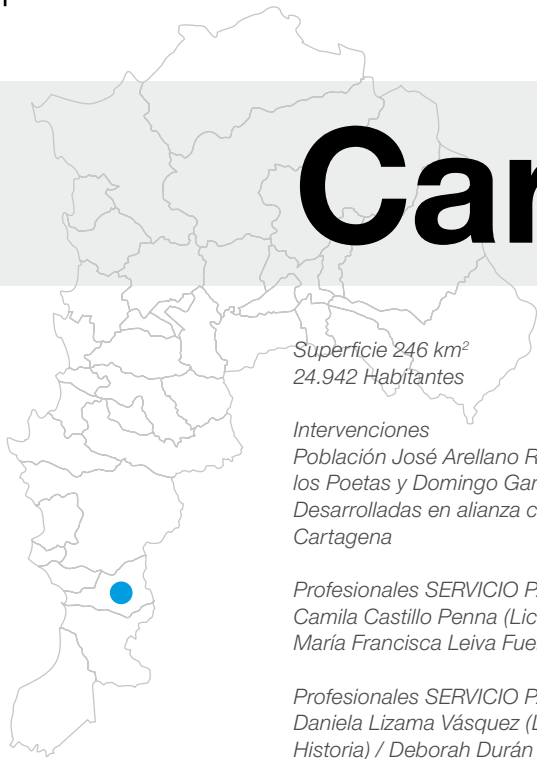 Car
Superficie 246 km²
24.942 Habitantes
Intervenciones
Población José Arellano R
los Poetas y Domingo Gar
Desarrolladas en alianza c
Cartagena
Profesionales SERVICIO P
Camila Castillo Penna (Lic
María Francisca Leiva Fue
Profesionales SERVICIO P
Daniela Lizama Vásquez (L
Historia) / Deborah Durán